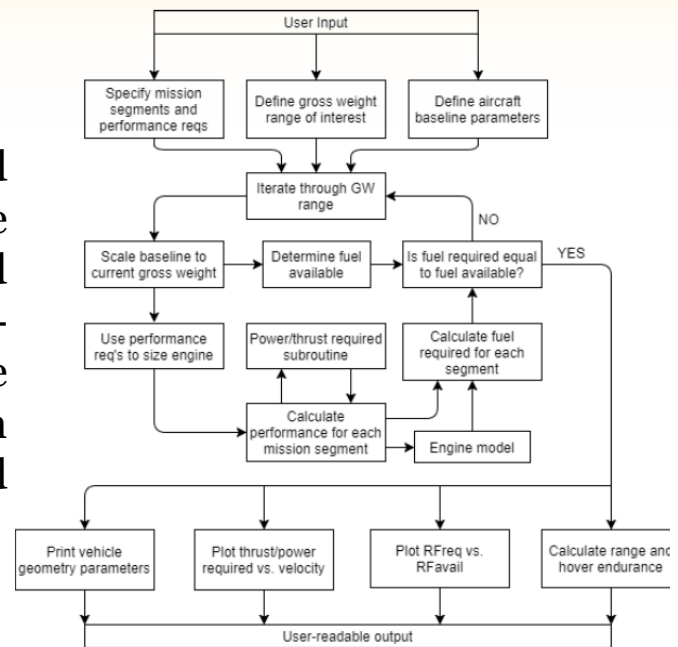 User Input
Specify mission
segments and
performance reqs
Define gross weight
range of interest
Define aircraft
baseline parameters
Iterate through GW
range
NO
Scale baseline to
current gross weight
Determine fuel
available
Is fuel required equal
to fuel available?
YES
Use performance
req's to size engine
Power/thrust required
subroutine
Calculate fuel
required for each
segment
Calculate
performance for each
mission segment
Engine model
Print vehicle
geometry parameters
Plot thrust/power
required vs. velocity
Plot RFreq vs.
RFavail
Calculate range and
hover endurance
User-readable output